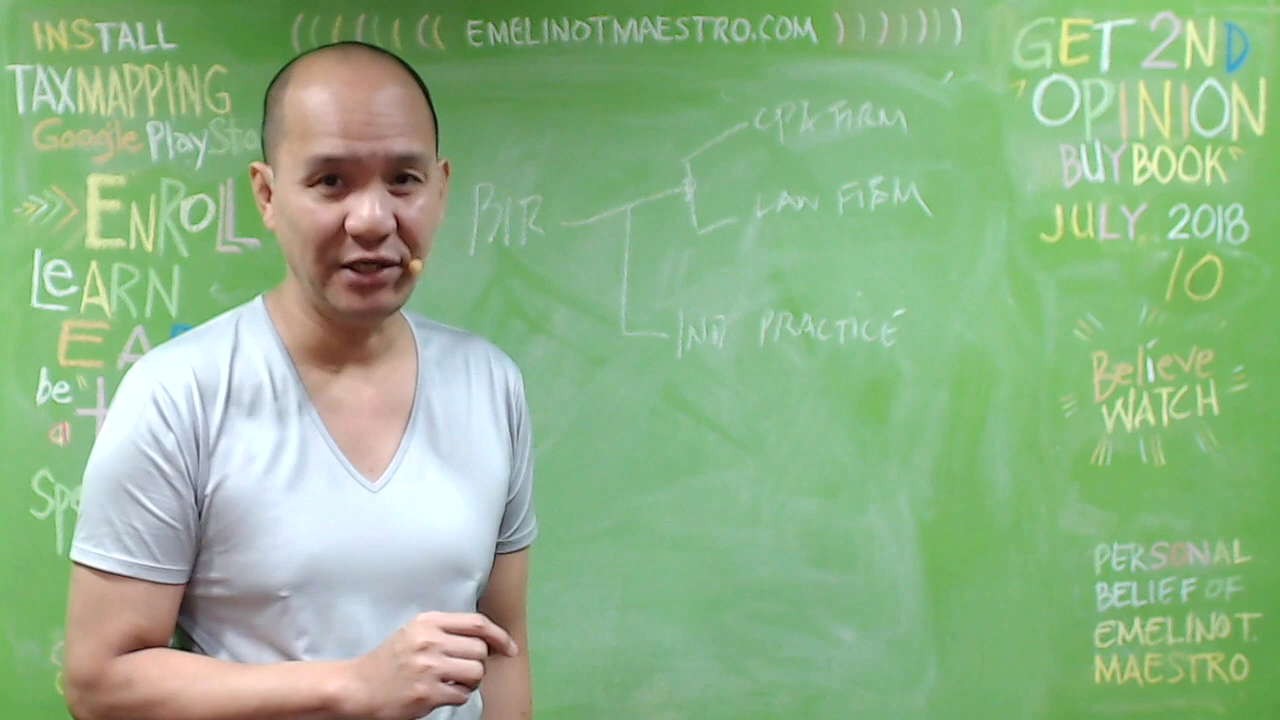 INSTALL
TAXMAPPING
Google PlaySto
ENROLL
LeARN
EA
be "+
Spe
EMELINOTMAESTRO.COM
CPA FIRM
LAW FIRM
BIR
IND PRACTICE
GET 2ND
"OPINION
BUY BOOK"
JULY 2018
10
Believe
WATCH
PERSONAL
BELIEF OF
EMELINO T.
MAESTRO